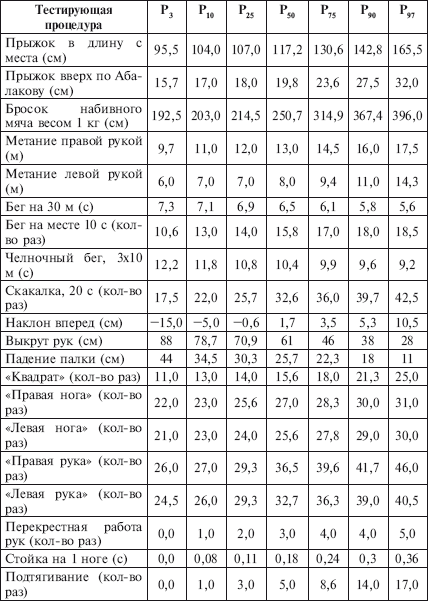 Тестирующая процедура P3 P10 P25 P50 P75 P90 P97
Прыжок в длину с места (см) 95,5 104,0 107,0 117,2 130,6 142,8 165,5
Прыжок вверх по Аба-лакову (см) 15,7 17,0 18,0 19,8 23,6 27,5 32,0
Бросок набивного мяча весом 1 кг (см) 192,5 203,0 214,5 250,7 314,9 367,4 396,0
Метание правой рукой (м) 9,7 11,0 12,0 13,0 14,5 16,0 17,5
Метание левой рукой (м) 6,0 7,0 7,0 8,0 9,4 11,0 14,3
Бег на 30 м (с) 7,3 7,1 6,9 6,5 6,1 5,8 5,6
Бег на месте 10 с (кол-во раз) 10,6 13,0 14,0 15,8 17,0 18,0 18,5
Челночный бег, 3x10 м (с) 12,2 11,8 10,8 10,4 9,9 9,6 9,2
Скакалка, 20 с (кол-во раз) 17,5 22,0 25,7 32,6 36,0 39,7 42,5
Наклон вперед (см) −15,0 −5,0 −0,6 1,7 3,5 5,3 10,5
Выкрут рук (см) 88 78,7 70,9 61 46 38 28
Падение палки (см) 44 34,5 30,3 25,7 22,3 18 11
«Квадрат» (кол-во раз) 11,0 13,0 14,0 15,6 18,0 21,3 25,0
«Правая нога» (кол-во раз) 22,0 23,0 25,6 27,0 28,3 30,0 31,0
«Левая нога» (кол-во раз) 21,0 23,0 24,0 25,6 27,8 29,0 30,0
«Правая рука» (кол-во раз) 26,0 27,0 29,3 36,5 39,6 41,7 46,0
«Левая рука» (кол-во раз) 24,5 26,0 29,3 32,7 36,3 39,0 40,5
Перекрестная работа рук (кол-во раз) 0,0 1,0 2,0 3,0 4,0 4,0 5,0
Стойка на 1 ноге (с) 0,0 0,08 0,11 0,18 0,24 0,3 0,36
Подтягивание (кол-во раз) 0,0 1,0 3,0 5,0 8,6 14,0 17,0